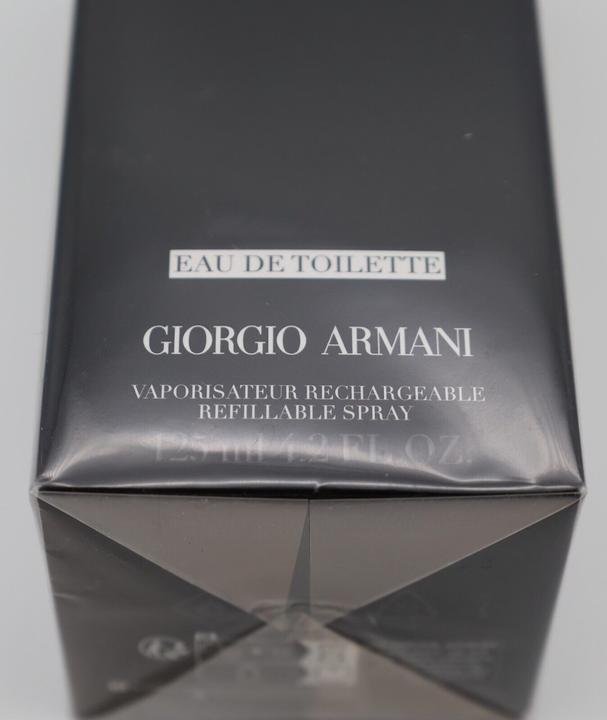 EAU DE TOILETTE
GIORGIO ARMANI
VAPORISATEUR RECHARGEABLE
REFILLABLE SPRAY
125 ml 4.2 FL. OZ.